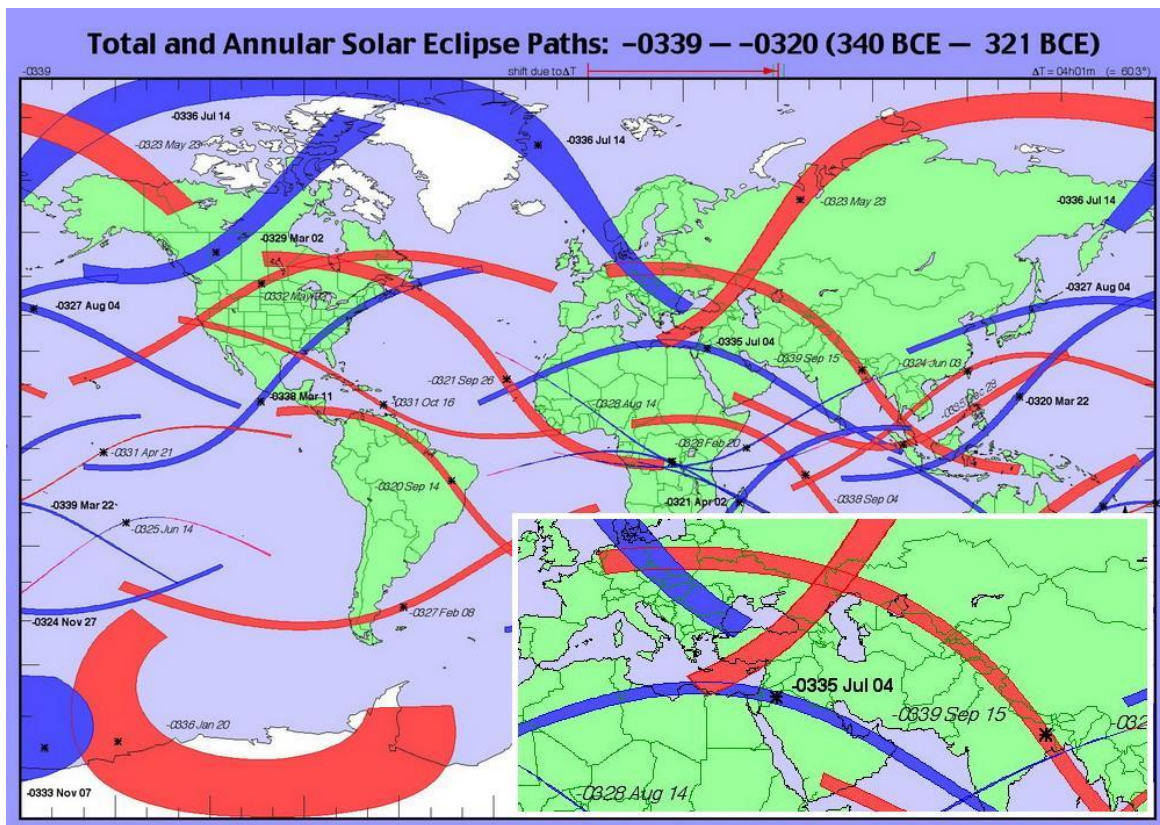 Total and Annular Solar Eclipse Paths: -0339 — -0320 (340 BCE — 321 BCE)
-0339
shift due to ΔT
ΔT = 04h01m (= 60.3°)
-0336 Jul 14
-0323 May 23
-0336 Jul 14
-0323 May 23
-0336 Jul 14
-0329 Mar 02
-0327 Aug 04
-0327 Aug 04
-0335 Jul 04
-0339 Sep 15
-0324 Jun 03
-0321 Sep 26
-0338 Mar 11
-0331 Oct 16
-0328 Aug 14
-0320 Mar 22
-0328 Feb 20
-0331 Apr 21
-0320 Sep 14
-0321 Apr 02
-0338 Sep 04
-0339 Mar 22
-0325 Jun 14
-0327 Feb 08
-0324 Nov 27
-0336 Jan 20
-0333 Nov 07
-0335 Jul 04
-0339 Sep 15
-0328 Aug 14